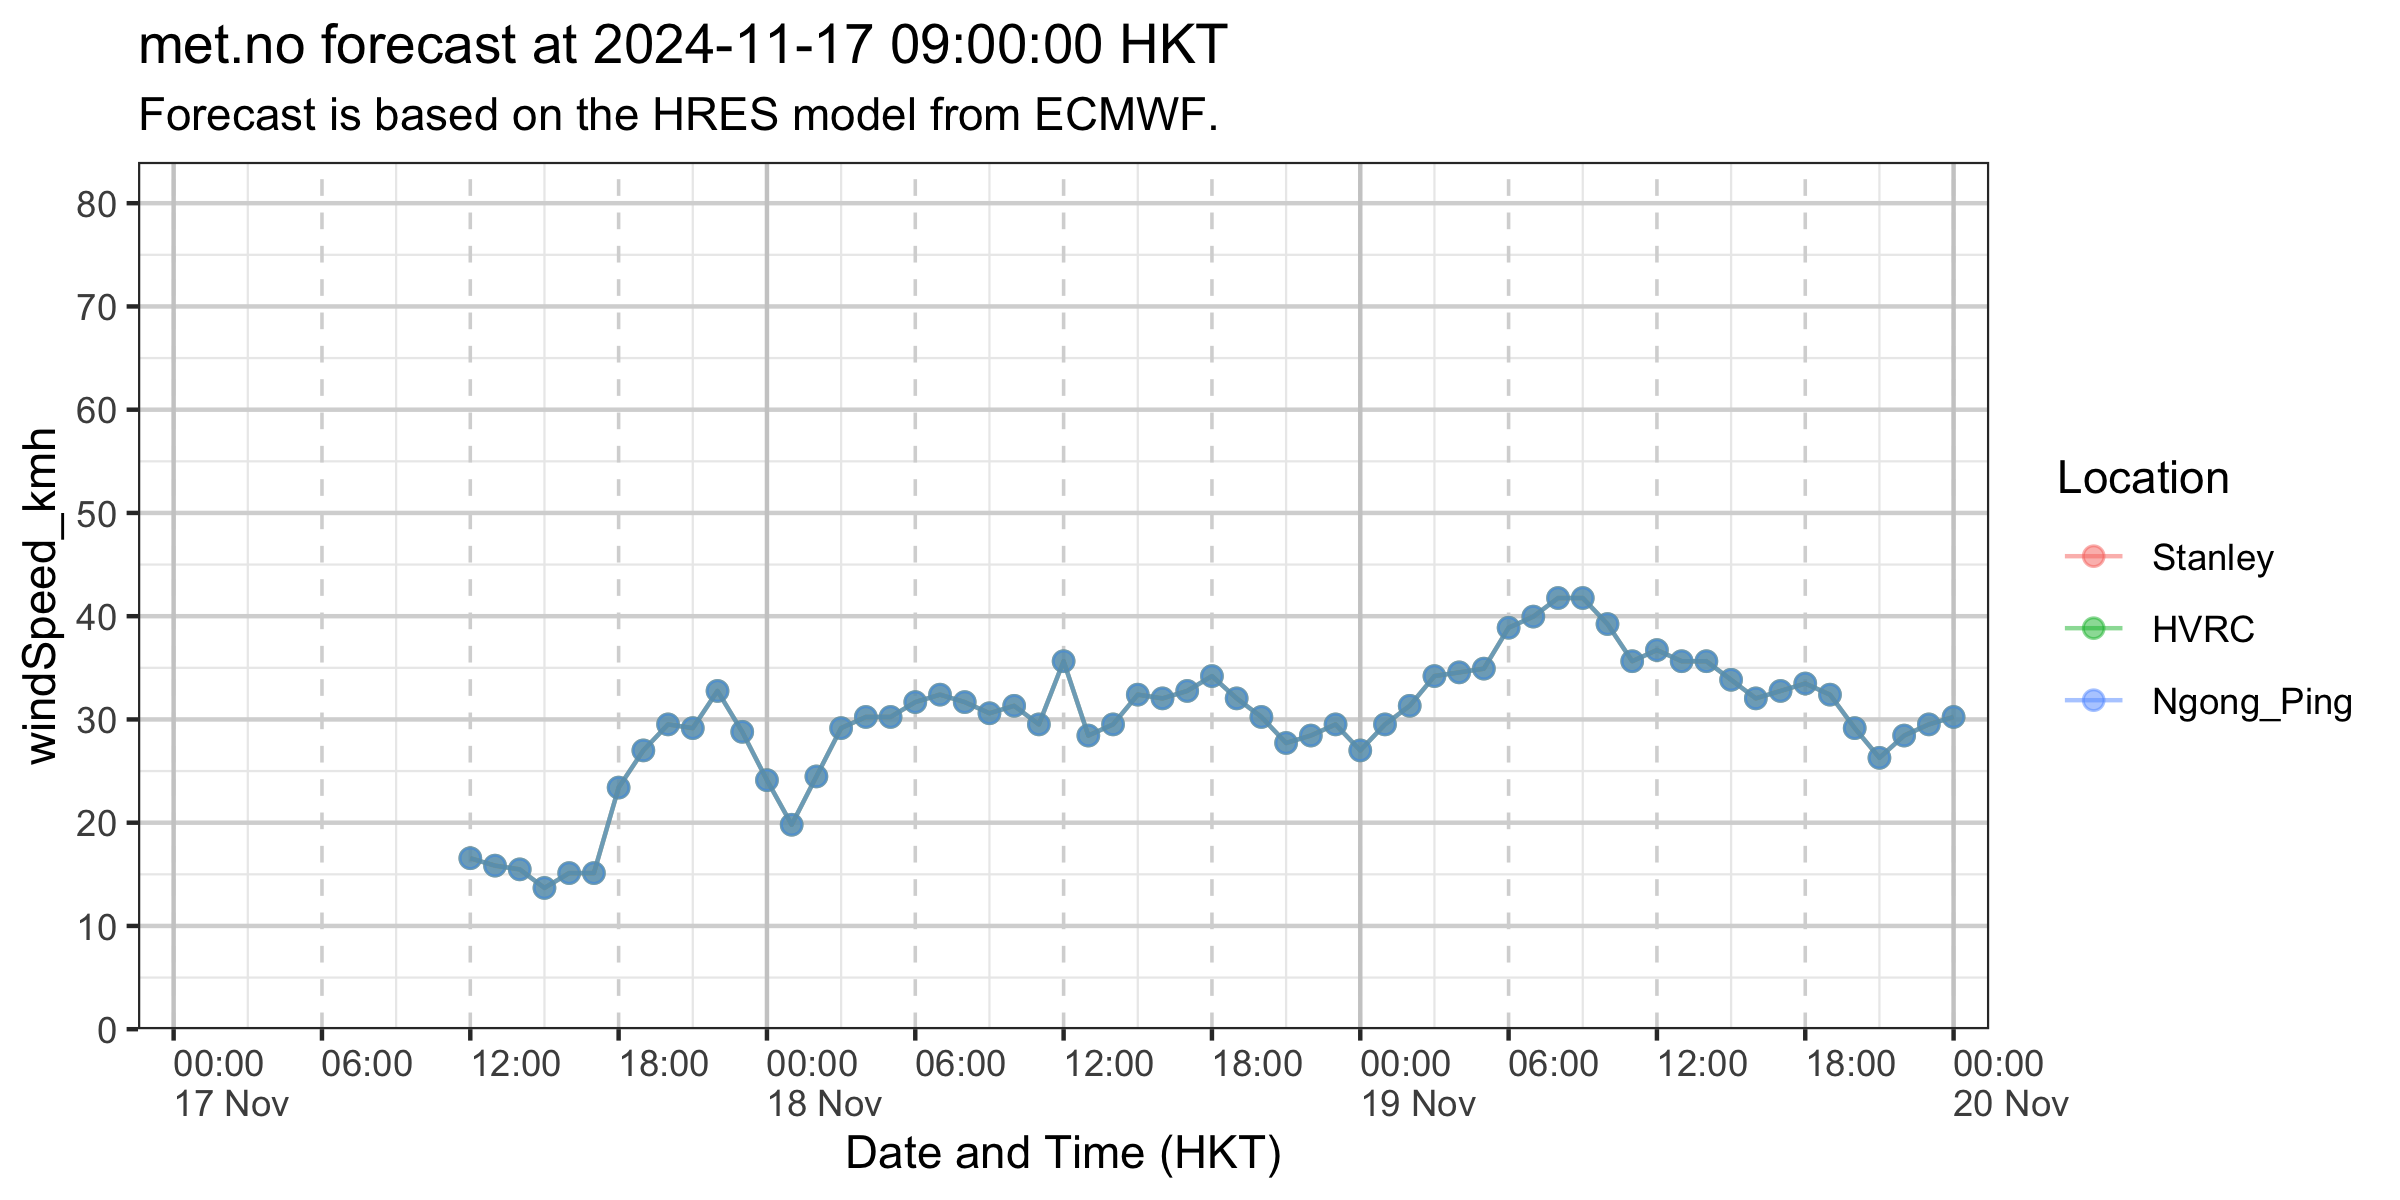 met.no forecast at 2024-11-17 09:00:00 HKT
Forecast is based on the HRES model from ECMWF.
windSpeed_kmh
80
70
60
50
40
30
20
10
0
00:00 06:00 12:00 18:00 00:00 06:00 12:00 18:00 00:00 06:00 12:00 18:00 00:00
17 Nov 18 Nov 19 Nov 20 Nov
Date and Time (HKT)
Location
Stanley
HVRC
Ngong_Ping